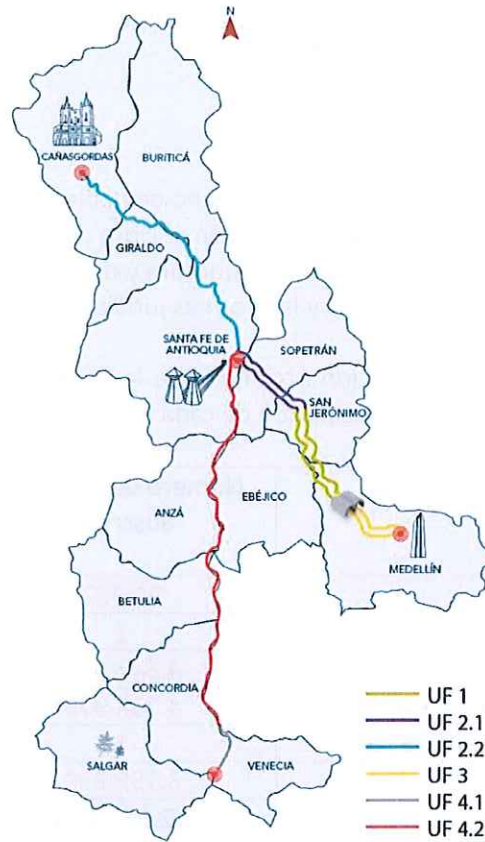 N
CAÑASGORDAS
BURITICÁ
GIRALDO
SANTA FE DE
ANTIOQUIA
SOPETRÁN
SAN
JERÓNIMO
ANZÁ
EBÉJICO
MEDELLÍN
BETULIA
CONCORDIA
SALGAR
VENECIA
UF 1
UF 2.1
UF 2.2
UF 3
UF 4.1
UF 4.2